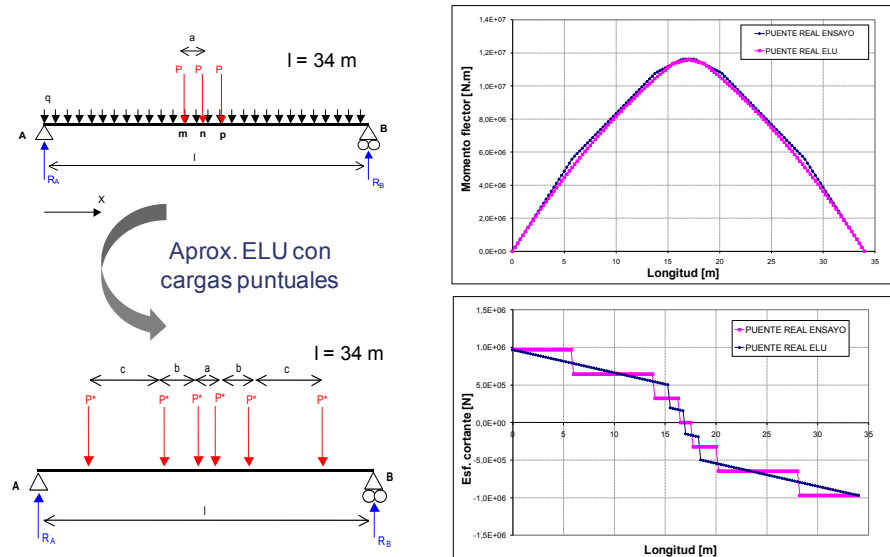 a
P P P
l = 34 m
q
A
m n p
B
l
RA
RB
X
Aprox. ELU con
cargas puntuales
l = 34 m
c b a b c
P* P* P* P* P* P*
A
B
l
RA
RB
1,4E+07
1,2E+07
1,0E+07
8,0E+06
6,0E+06
4,0E+06
2,0E+06
0,0E+00
Momento flector [N.m]
PUENTE REAL ENSAYO
PUENTE REAL ELU
0 5 10 15 20 25 30 35
Longitud [m]
1,5E+06
1,0E+06
5,0E+05
0,0E+00
-5,0E+05
-1,0E+06
-1,5E+06
Esf. cortante [N]
PUENTE REAL ENSAYO
PUENTE REAL ELU
0 5 10 15 20 25 30 35
Longitud [m]